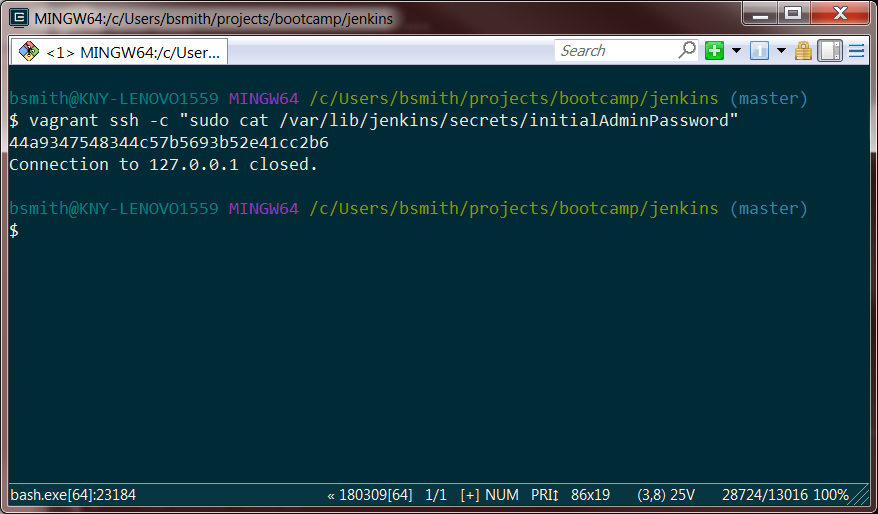 MINGW64:/c/Users/bsmith/projects/bootcamp/jenkins
<1> MINGW64:/c/User...
Search
1
bsmith@KNY-LENOVO1559 MINGW64 /c/Users/bsmith/projects/bootcamp/jenkins (master)
$ vagrant ssh -c "sudo cat /var/lib/jenkins/secrets/initialAdminPassword"
44a9347548344c57b5693b52e41cc2b6
Connection to 127.0.0.1 closed.
bsmith@KNY-LENOVO1559 MINGW64 /c/Users/bsmith/projects/bootcamp/jenkins (master)
$
bash.exe[64]:23184 « 180309[64] 1/1 [+] NUM PRI↕ 86x19 (3,8) 25V 28724/13016 100%